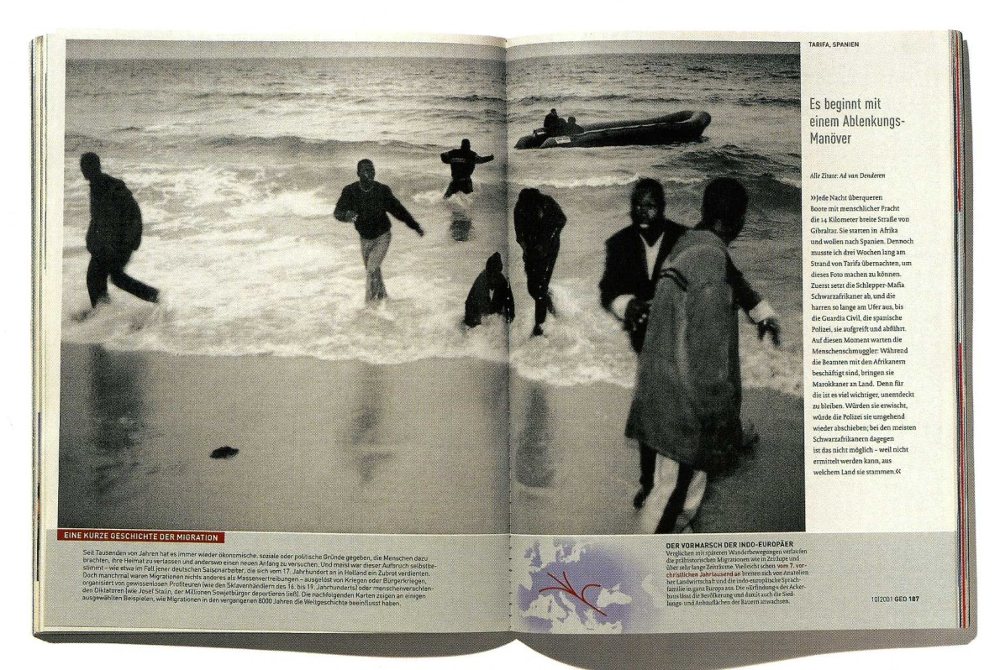 TARIFA, SPANIEN
Es beginnt mit
einem Ablenkungs-
Manöver
Alle Zitate: Ad van Denderen
»Jede Nacht überqueren
Boote mit menschlicher Fracht
die 14 Kilometer breite Straße von
Gibraltar. Sie starten in Afrika
und wollen nach Spanien. Dennoch
musste ich drei Wochen lang am
Strand von Tarifa übernachten, um
dieses Foto machen zu können.
Zuerst setzt die Schlepper-Mafia
Schwarzafrikaner ab, und die
harren so lange am Ufer aus, bis
die Guardia Civil, die spanische
Polizei, sie aufgreift und abführt.
Auf diesen Moment warten die
Menschenschmuggler: Während
die Beamten mit den Afrikanern
beschäftigt sind, bringen sie
Marokkaner an Land. Denn für
die ist es viel wichtiger, unentdeckt
zu bleiben. Würden sie erwischt,
würde die Polizei sie umgehend
wieder abschieben; bei den meisten
Schwarzafrikanern dagegen
ist das nicht möglich – weil nicht
ermittelt werden kann, aus
welchem Land sie stammen.«
EINE KURZE GESCHICHTE DER MIGRATION
Seit Tausenden von Jahren hat es immer wieder ökonomische, soziale oder politische Gründe gegeben, die Menschen dazu
brachten, ihre Heimat zu verlassen und anderswo einen neuen Anfang zu versuchen. Und meist war dieser Aufbruch selbstbe-
stimmt – wie etwa im Fall jener deutschen Saisonarbeiter, die sich vom 17. Jahrhundert an in Holland ein Zubrot verdienten.
Doch manchmal waren Migrationen nichts anderes als Massenvertreibungen – ausgelöst von Kriegen oder Bürgerkriegen,
organisiert von gewissenlosen Profiteuren (wie den Sklavenhändlern des 16. bis 19. Jahrhunderts) oder menschenverachten-
den Diktatoren (wie Josef Stalin, der Millionen Sowjetbürger deportieren ließ). Die nachfolgenden Karten zeigen an einigen
ausgewählten Beispielen, wie Migrationen in den vergangenen 8000 Jahren die Weltgeschichte beeinflusst haben.
DER VORMARSCH DER INDO-EUROPÄER
Verglichen mit späteren Wanderbewegungen verlaufen
die prähistorischen Migrationen wie in Zeitlupe und
über sehr lange Zeiträume. Vielleicht schon vom 7. vor-
christlichen Jahrtausend an breiten sich von Anatolien
her Landwirtschaft und die indo-europäische Sprach-
familie in ganz Europa aus. Die »Erfindung« des Acker-
baus lässt die Bevölkerung und damit auch die Sied-
lungs- und Anbauflächen der Bauern anwachsen.
10|2001 GEO 187